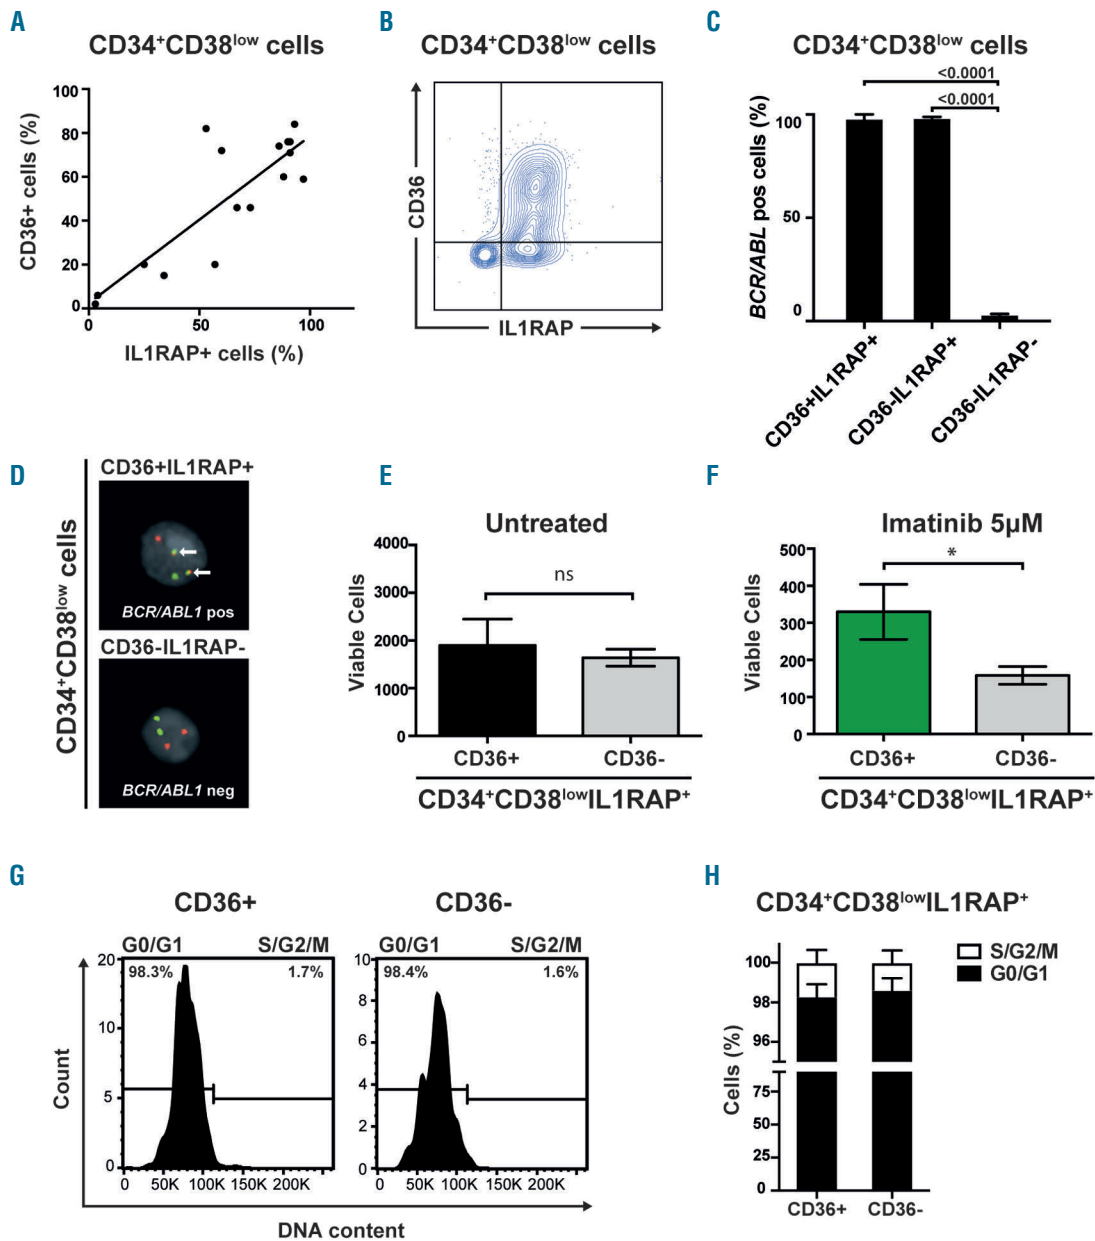 A
CD34⁺CD38ˡᵒʷ cells
CD36+ cells (%)
100
80
60
40
20
0
0
50
100
IL1RAP+ cells (%)
B
CD34⁺CD38ˡᵒʷ cells
CD36
IL1RAP
C
CD34⁺CD38ˡᵒʷ cells
<0.0001
<0.0001
BCR/ABL pos cells (%)
100
50
0
CD36+IL1RAP+
CD36-IL1RAP+
CD36-IL1RAP-
D
CD34⁺CD38ˡᵒʷ cells
CD36+IL1RAP+
BCR/ABL1 pos
CD36-IL1RAP-
BCR/ABL1 neg
E
Untreated
Viable Cells
4000
3000
2000
1000
0
ns
CD36+
CD36-
CD34⁺CD38ˡᵒʷIL1RAP⁺
F
Imatinib 5µM
Viable Cells
500
400
300
200
100
0
*
CD36+
CD36-
CD34⁺CD38ˡᵒʷIL1RAP⁺
G
CD36+
G0/G1
S/G2/M
98.3%
1.7%
Count
20
15
10
5
0
0
50K
100K
150K
200K
CD36-
G0/G1
S/G2/M
98.4%
1.6%
10
8
6
4
2
0
0
50K
100K
150K
200K
DNA content
H
CD34⁺CD38ˡᵒʷIL1RAP⁺
Cells (%)
100
98
96
75
50
25
0
CD36+
CD36-
S/G2/M
G0/G1